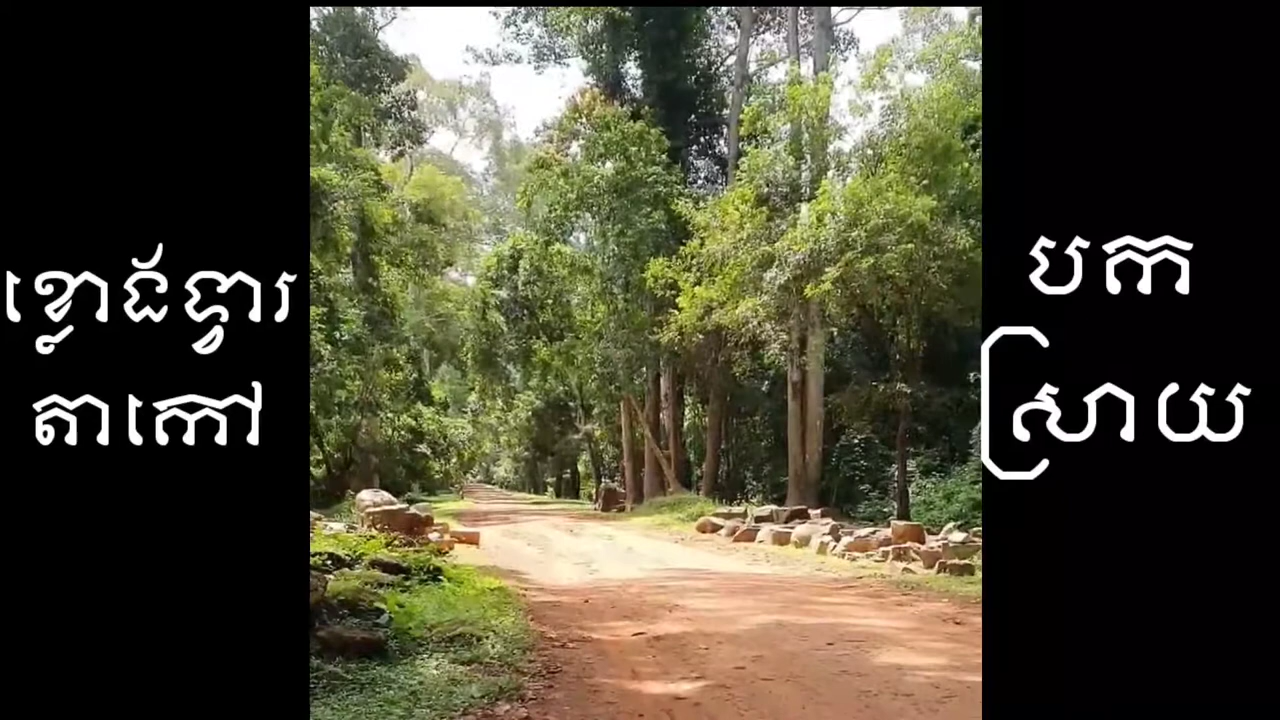 ខ្លោង័ទ្វារ
តាកៅ
បក
ស្រាយ